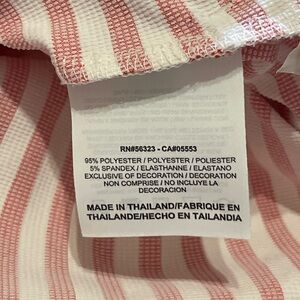 RN#56323 - CA#05553
95% POLYESTER / POLYESTER / POLIESTER
5% SPANDEX / ELASTHANNE / ELASTANO
EXCLUSIVE OF DECORATION / DECORATION
NON COMPRISE / NO INCLUYE LA
DECORACION
MADE IN THAILAND/FABRIQUE EN
THAILANDE/HECHO EN TAILANDIA